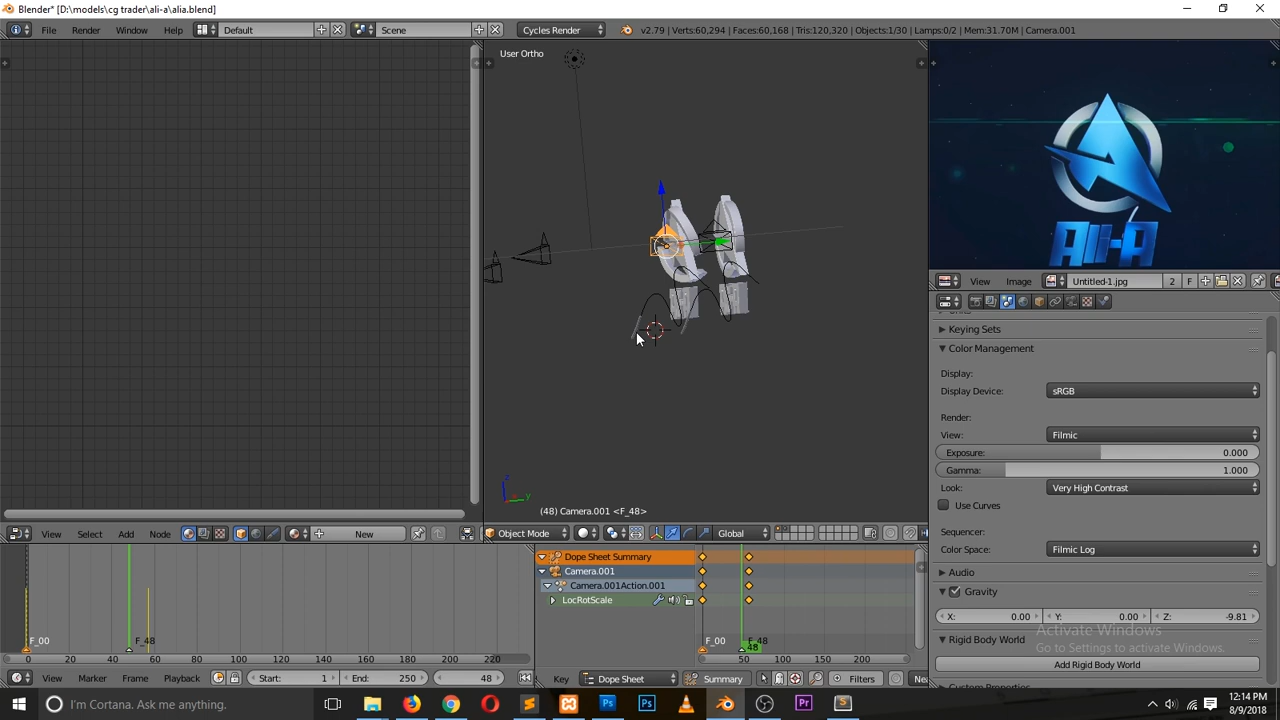 Blender* [D:\models\cg trader\ali-a\alia.blend]
File Render Window Help Default Scene Cycles Render v2.79 | Verts:60,294 | Faces:60,168 | Tris:120,320 | Objects:1/30 | Lamps:0/2 | Mem:31.70M | Camera.001
User Ortho
Ali-A
View Image Untitled-1.jpg 2 F
Keying Sets
Color Management
Display:
Display Device: sRGB
Render:
View: Filmic
Exposure: 0.000
Gamma: 1.000
Look: Very High Contrast
Use Curves
Sequencer:
Color Space: Filmic Log
Audio
Gravity
X: 0.00 Y: 0.00 Z: -9.81
Rigid Body World
Add Rigid Body World
Activate Windows
Go to Settings to activate Windows.
z
y
(48) Camera.001 <F_48>
View Select Add Node New
Object Mode Global
Dope Sheet Summary
Camera.001
Camera.001Action.001
LocRotScale
F_00 F_48
0 20 40 60 80 100 120 140 160 180 200 220
F_00 F_48
48
0 50 100 150 200
View Marker Frame Playback Start: 1 End: 250 48
Key Dope Sheet Summary Filters Nea
I'm Cortana. Ask me anything.
12:14 PM
8/9/2018